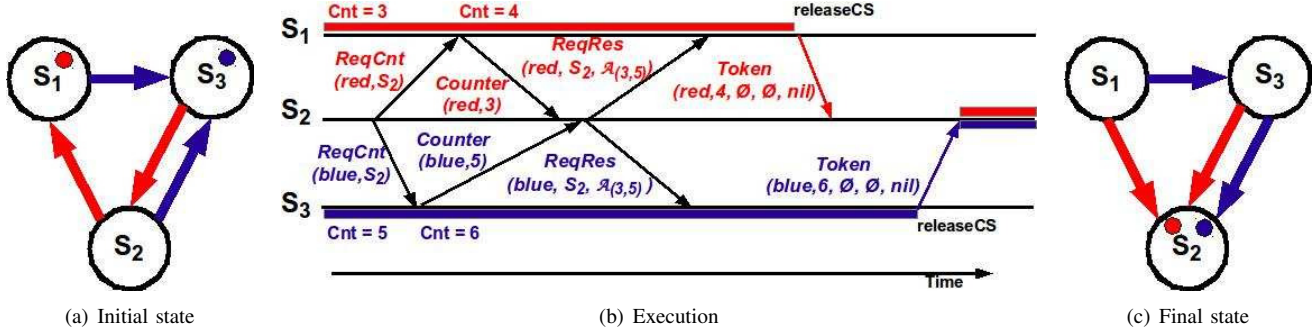 S1
S3
S2
(a) Initial state
Cnt = 3
Cnt = 4
releaseCS
S1
ReqCnt
(red,S2)
Counter
(red,3)
ReqRes
(red, S2, 𝒜(3,5))
Token
(red,4, Ø, Ø, nil)
S2
ReqCnt
(blue,S2)
Counter
(blue,5)
ReqRes
(blue, S2, 𝒜(3,5) )
Token
(blue,6, Ø, Ø, nil)
S3
Cnt = 5
Cnt = 6
releaseCS
Time
(b) Execution
S1
S3
S2
(c) Final state